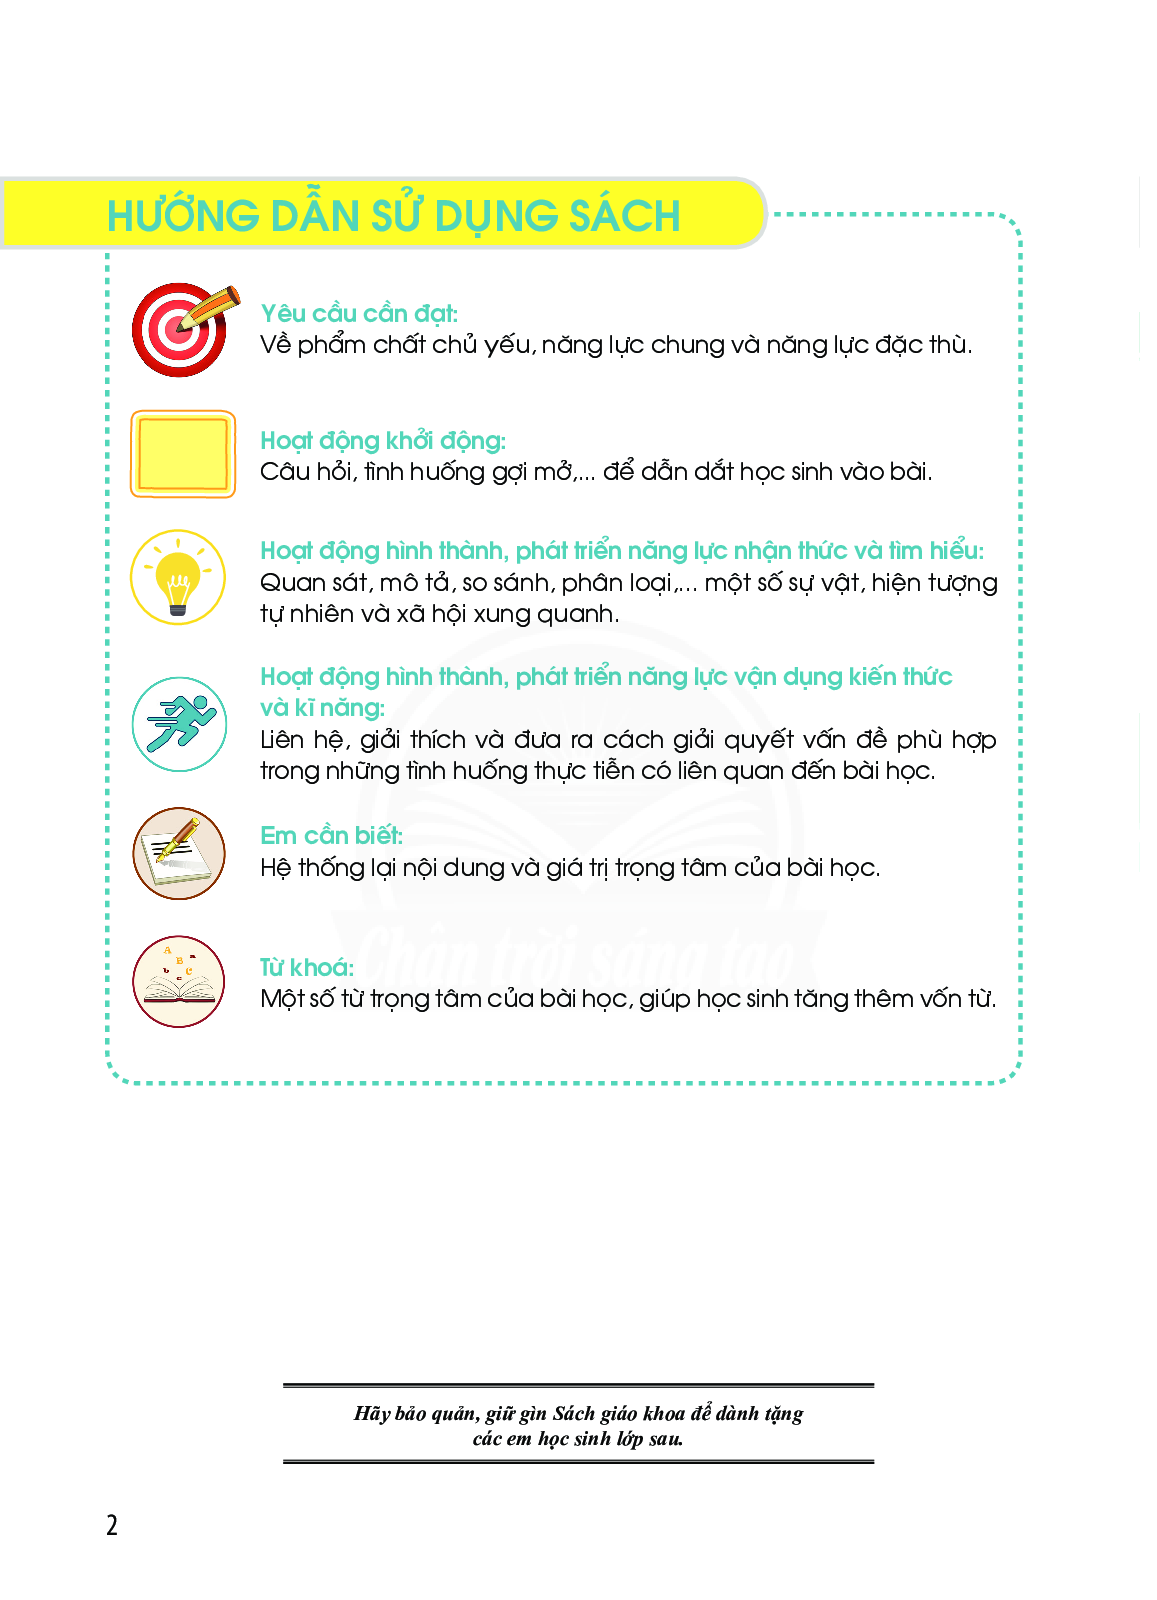 HƯỚNG DẪN SỬ DỤNG SÁCH
Yêu cầu cần đạt:
Về phẩm chất chủ yếu, năng lực chung và năng lực đặc thù.
Hoạt động khởi động:
Câu hỏi, tình huống gợi mở,... để dẫn dắt học sinh vào bài.
Hoạt động hình thành, phát triển năng lực nhận thức và tìm hiểu:
Quan sát, mô tả, so sánh, phân loại,... một số sự vật, hiện tượng
tự nhiên và xã hội xung quanh.
Hoạt động hình thành, phát triển năng lực vận dụng kiến thức
và kĩ năng:
Liên hệ, giải thích và đưa ra cách giải quyết vấn đề phù hợp
trong những tình huống thực tiễn có liên quan đến bài học.
Em cần biết:
Hệ thống lại nội dung và giá trị trọng tâm của bài học.
A
B
C
Từ khoá:
Một số từ trọng tâm của bài học, giúp học sinh tăng thêm vốn từ.
Chân trời sáng tạo
Hãy bảo quản, giữ gìn Sách giáo khoa để dành tặng
các em học sinh lớp sau.
2